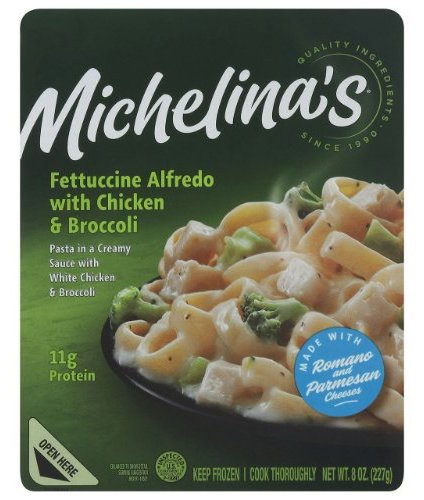 QUALITY INGREDIENTS
SINCE 1990
Michelina's®
Fettuccine Alfredo
with Chicken
& Broccoli
Pasta in a Creamy
Sauce with
White Chicken
& Broccoli
11g
Protein
MADE WITH
Romano
and
Parmesan
Cheeses
OPEN HERE
KEEP FROZEN | COOK THOROUGHLY NET WT. 8 OZ. (227g)